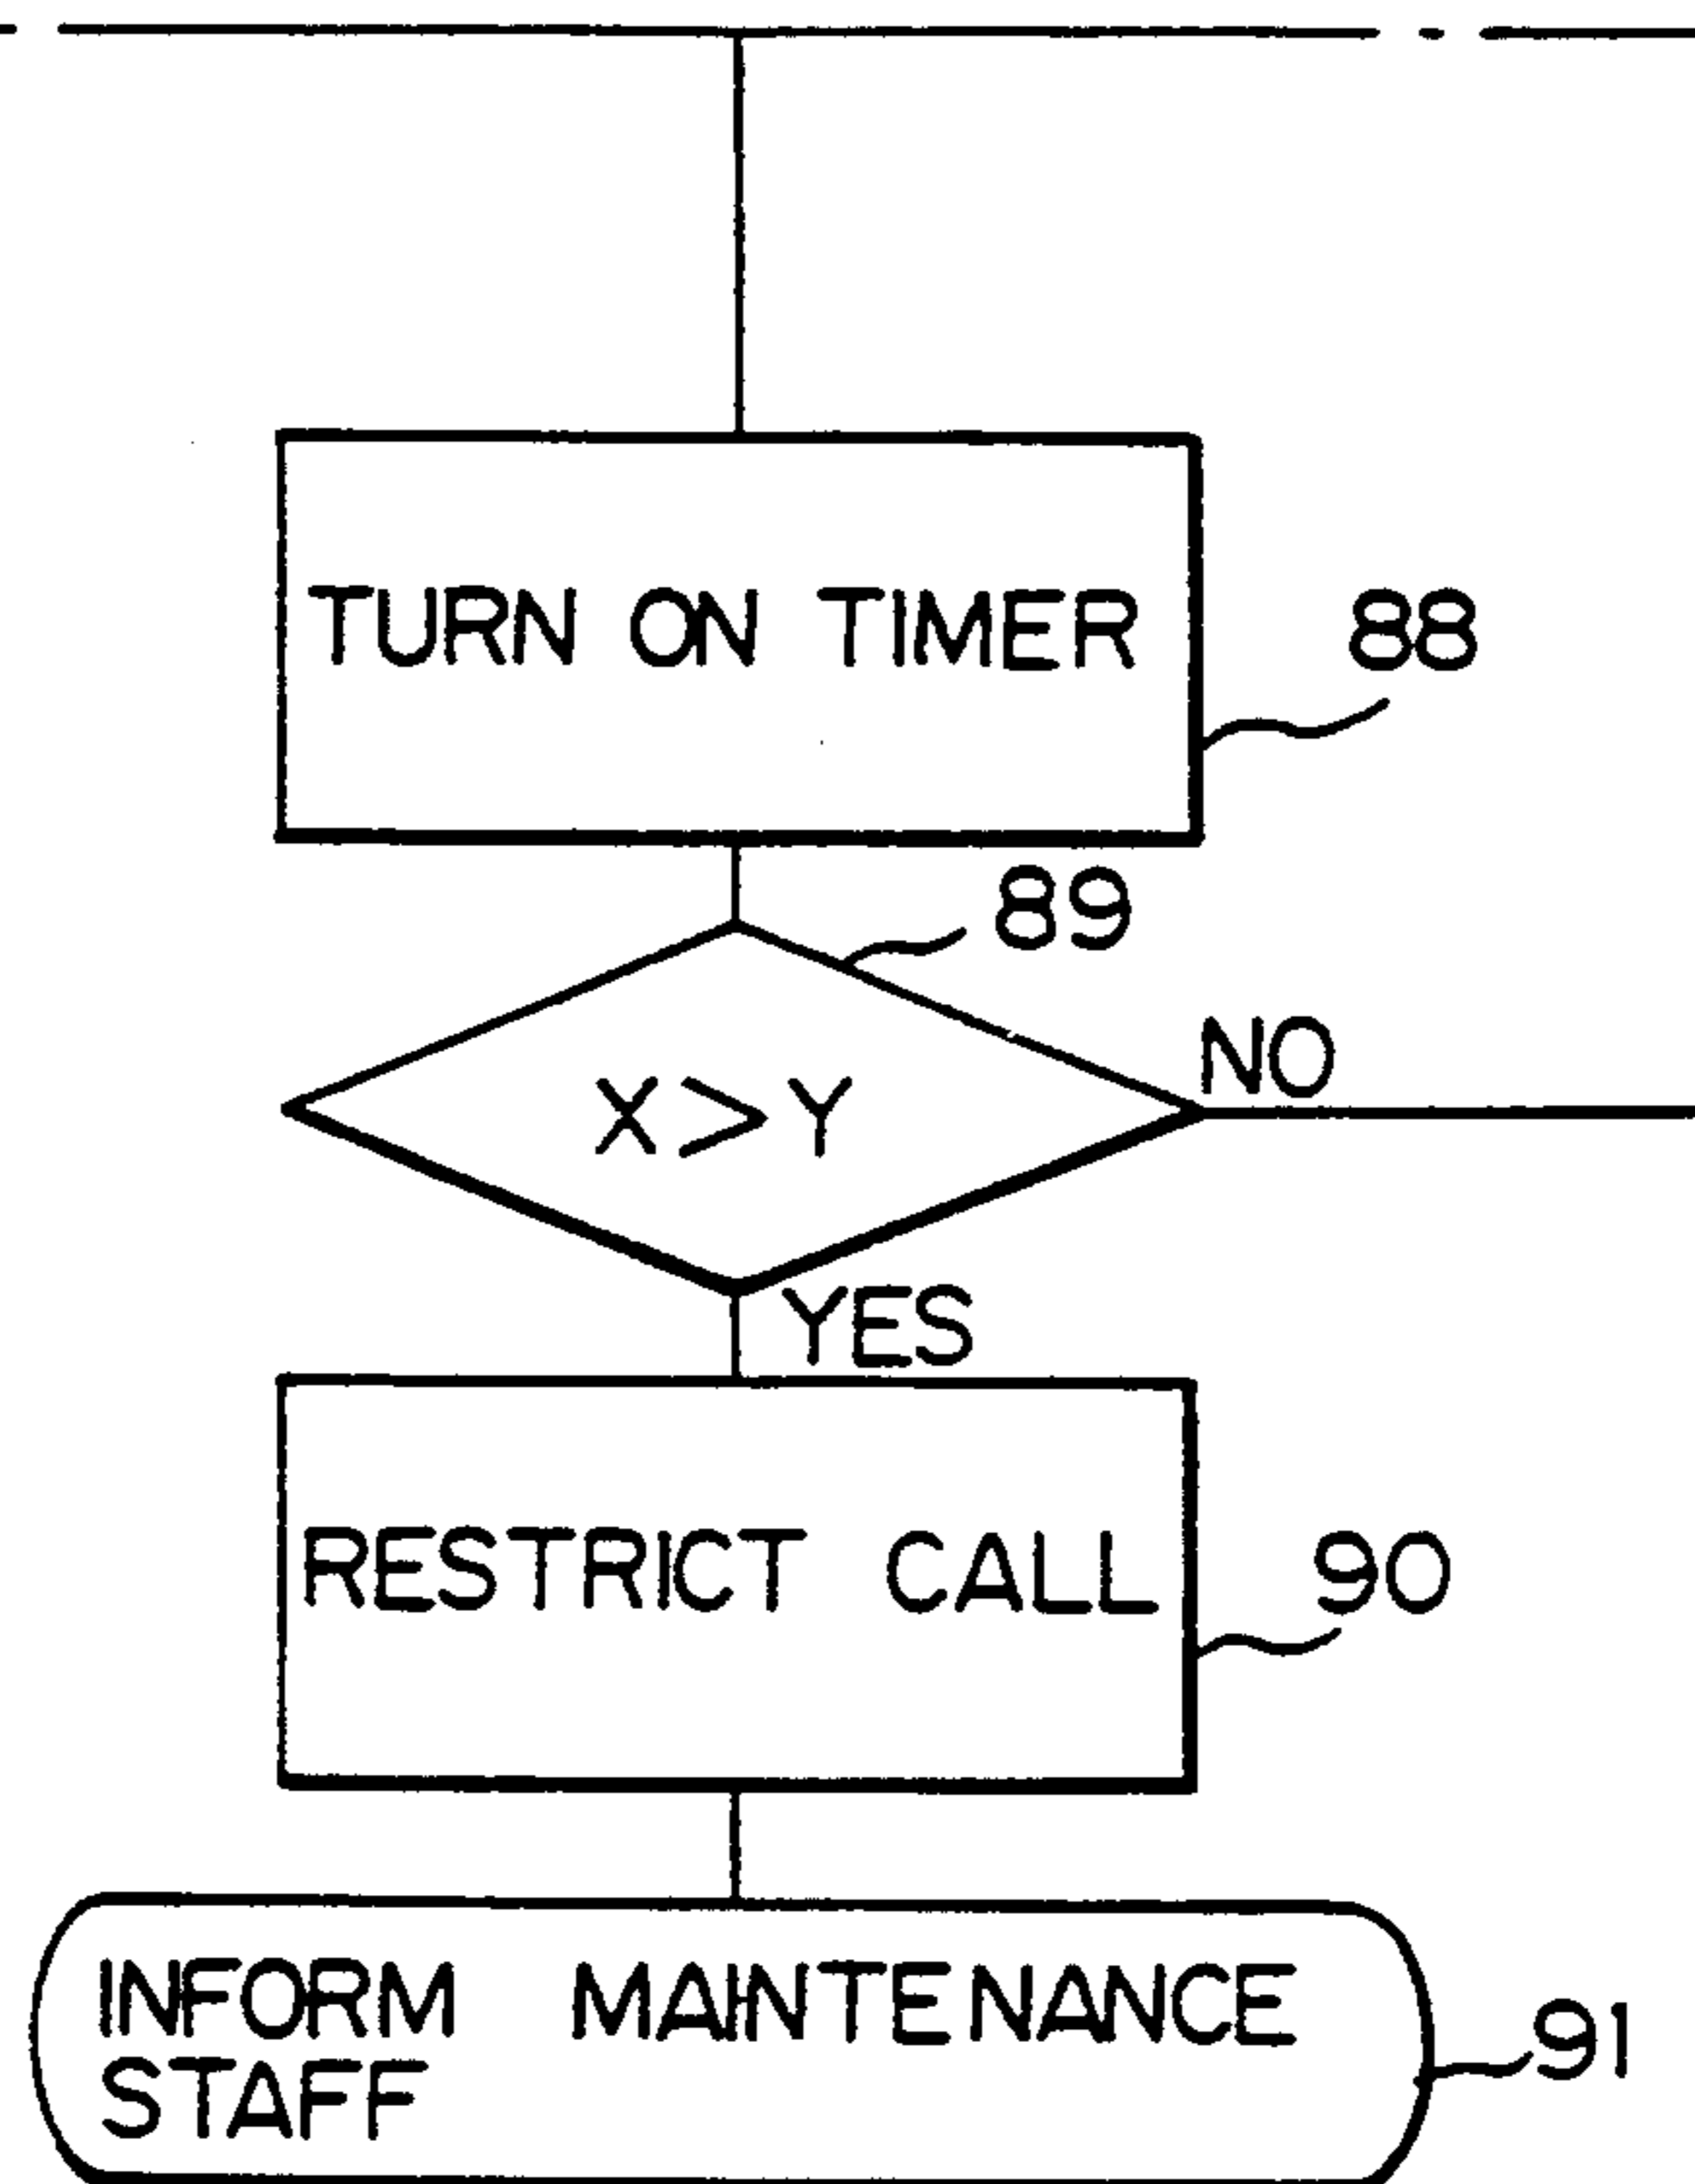 TURN ON TIMER
88
89
X>Y
NO
YES
RESTRICT CALL
90
INFORM MAINTENANCE
STAFF
91